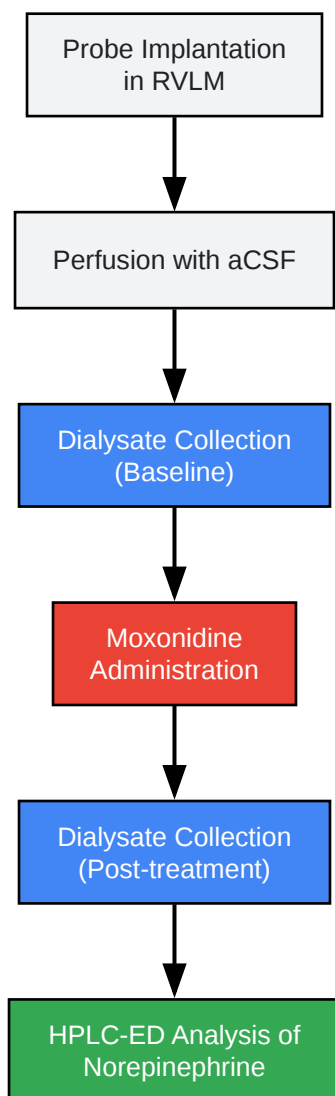 Probe Implantation
in RVLM
Perfusion with aCSF
Dialysate Collection
(Baseline)
Moxonidine
Administration
Dialysate Collection
(Post-treatment)
HPLC-ED Analysis of
Norepinephrine